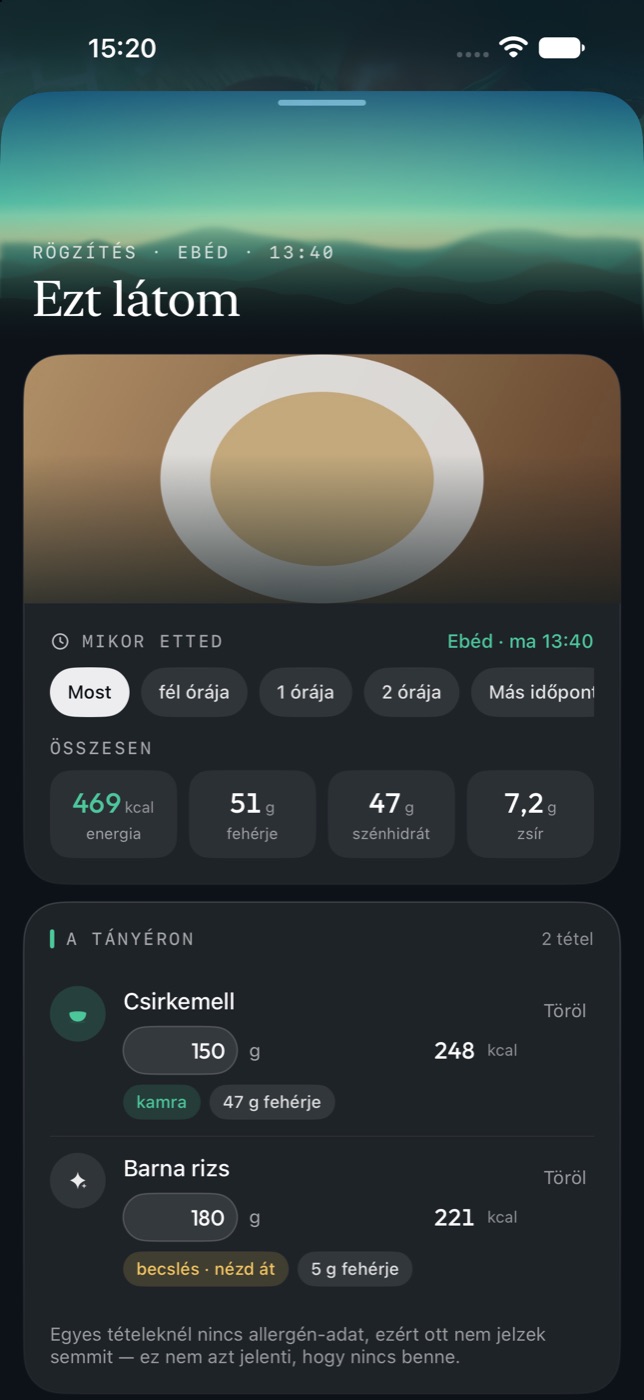 15:20
RÖGZÍTÉS · EBÉD · 13:40
Ezt látom
MIKOR ETTED
Ebéd · ma 13:40
Most
fél órája
1 órája
2 órája
Más időpont
ÖSSZESEN
469 kcal
energia
51 g
fehérje
47 g
szénhidrát
7,2 g
zsír
A TÁNYÉRON
2 tétel
Csirkemell
Töröl
150 g
248 kcal
kamra
47 g fehérje
Barna rizs
Töröl
180 g
221 kcal
becslés · nézd át
5 g fehérje
Egyes tételeknél nincs allergén-adat, ezért ott nem jelzek
semmit — ez nem azt jelenti, hogy nincs benne.